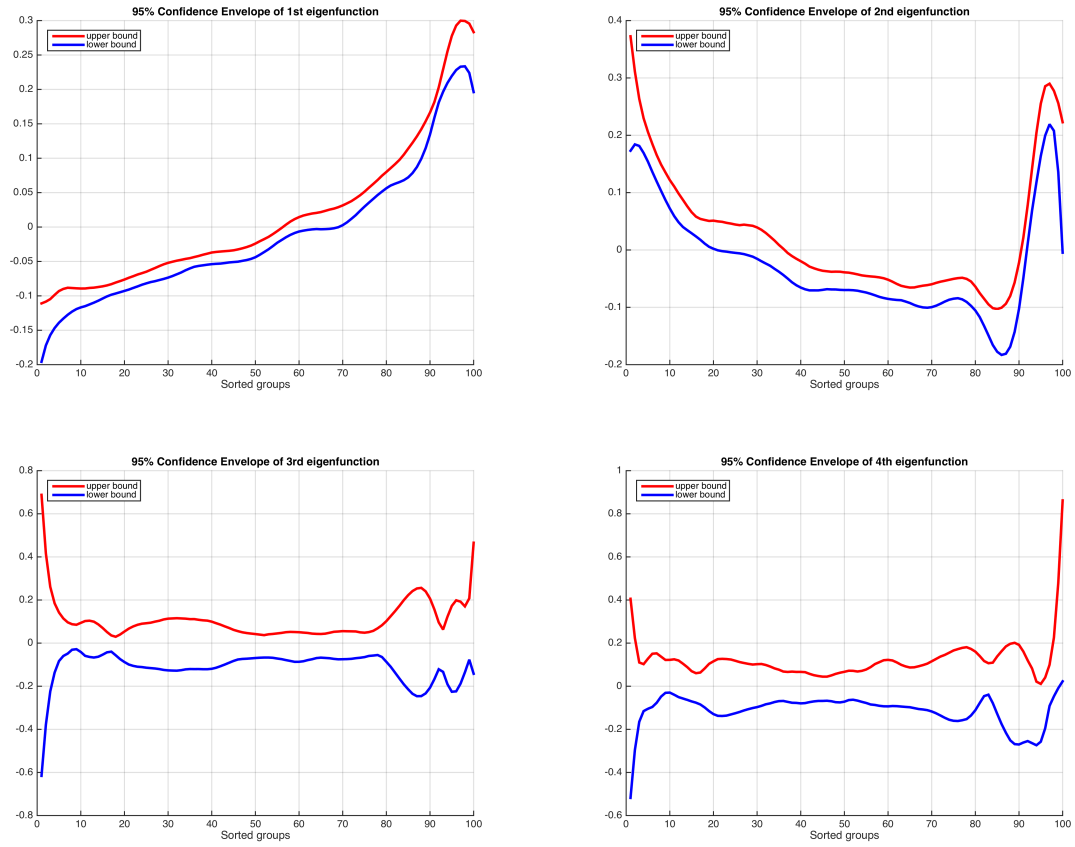 95% Confidence Envelope of 1st eigenfunction
0.3
0.25
0.2
0.15
0.1
0.05
0
-0.05
-0.1
-0.15
-0.2
upper bound
lower bound
0 10 20 30 40 50 60 70 80 90 100
Sorted groups
95% Confidence Envelope of 2nd eigenfunction
0.4
0.3
0.2
0.1
0
-0.1
-0.2
upper bound
lower bound
0 10 20 30 40 50 60 70 80 90 100
Sorted groups
95% Confidence Envelope of 3rd eigenfunction
0.8
0.6
0.4
0.2
0
-0.2
-0.4
-0.6
-0.8
upper bound
lower bound
0 10 20 30 40 50 60 70 80 90 100
Sorted groups
95% Confidence Envelope of 4th eigenfunction
1
0.8
0.6
0.4
0.2
0
-0.2
-0.4
-0.6
upper bound
lower bound
0 10 20 30 40 50 60 70 80 90 100
Sorted groups